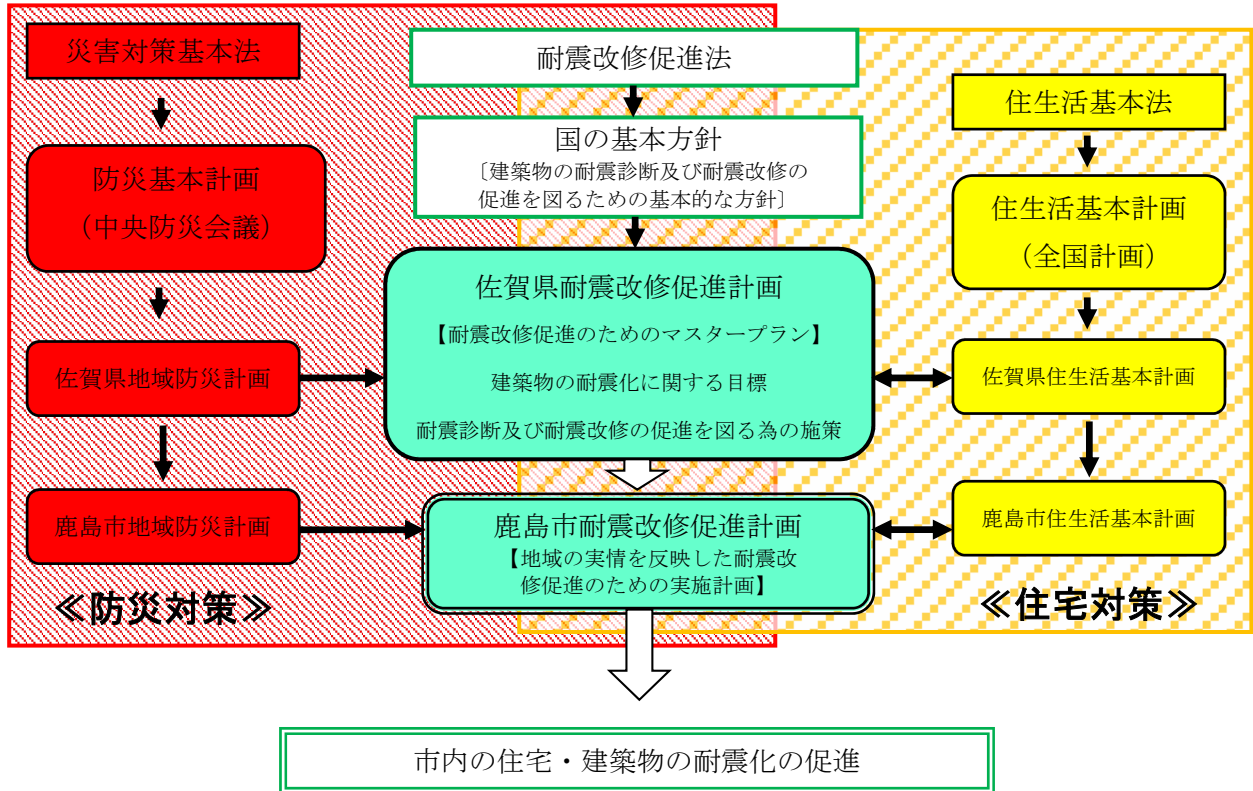 災害対策基本法
防災基本計画
（中央防災会議）
佐賀県地域防災計画
鹿島市地域防災計画
≪防災対策≫
耐震改修促進法
国の基本方針
〔建築物の耐震診断及び耐震改修の
促進を図るための基本的な方針〕
佐賀県耐震改修促進計画
【耐震改修促進のためのマスタープラン】
建築物の耐震化に関する目標
耐震診断及び耐震改修の促進を図る為の施策
鹿島市耐震改修促進計画
【地域の実情を反映した耐震改
修促進のための実施計画】
住生活基本法
住生活基本計画
（全国計画）
佐賀県住生活基本計画
鹿島市住生活基本計画
≪住宅対策≫
市内の住宅・建築物の耐震化の促進